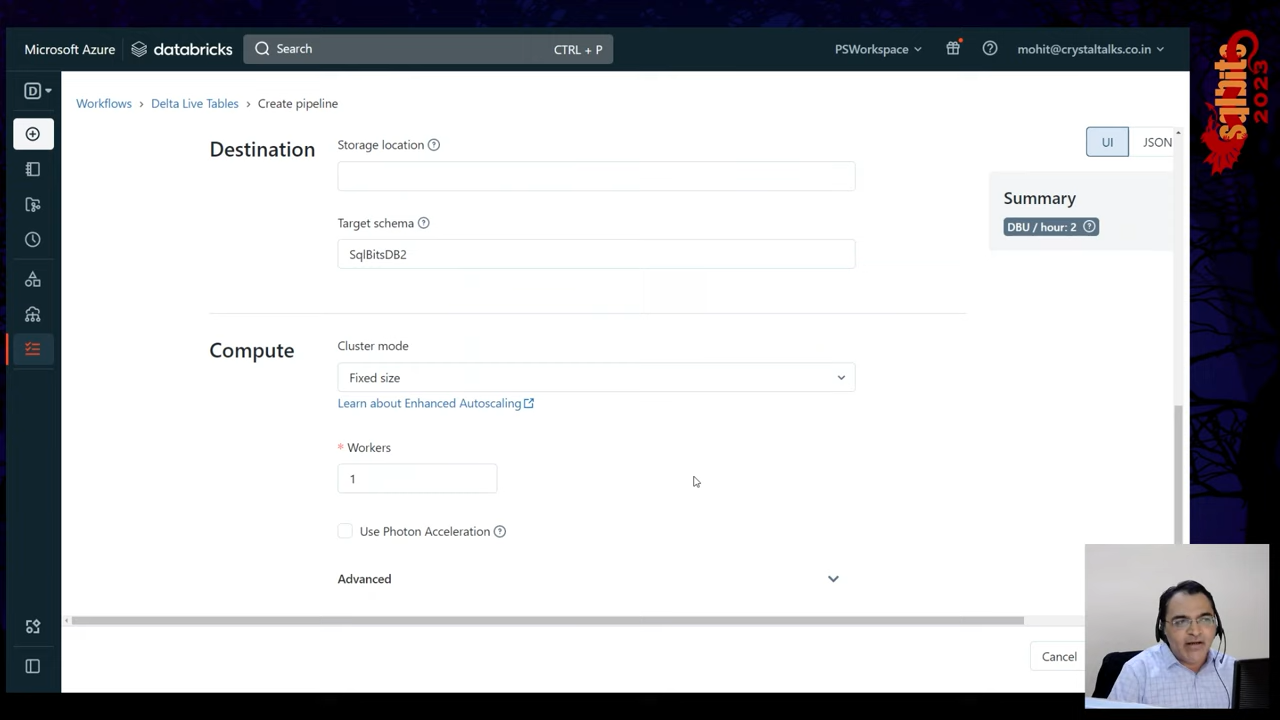 Microsoft Azure databricks Search CTRL + P PSWorkspace mohit@crystaltalks.co.in
D
Workflows › Delta Live Tables › Create pipeline
sqlbits 2023
Destination
Storage location
UI JSON
Summary
DBU / hour: 2
Target schema
SqlBitsDB2
Compute
Cluster mode
Fixed size
Learn about Enhanced Autoscaling
* Workers
1
Use Photon Acceleration
Advanced
Cancel